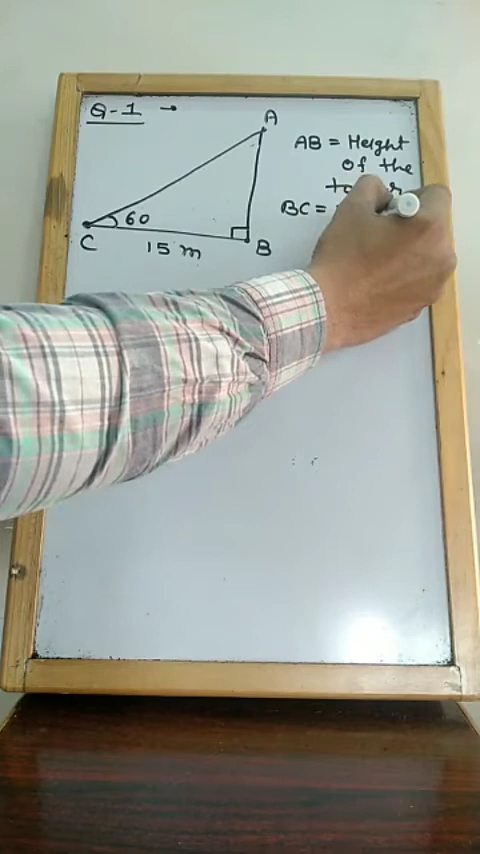 Q-1 →
A
AB = Height
of the
BC =
60
C
15 m
B